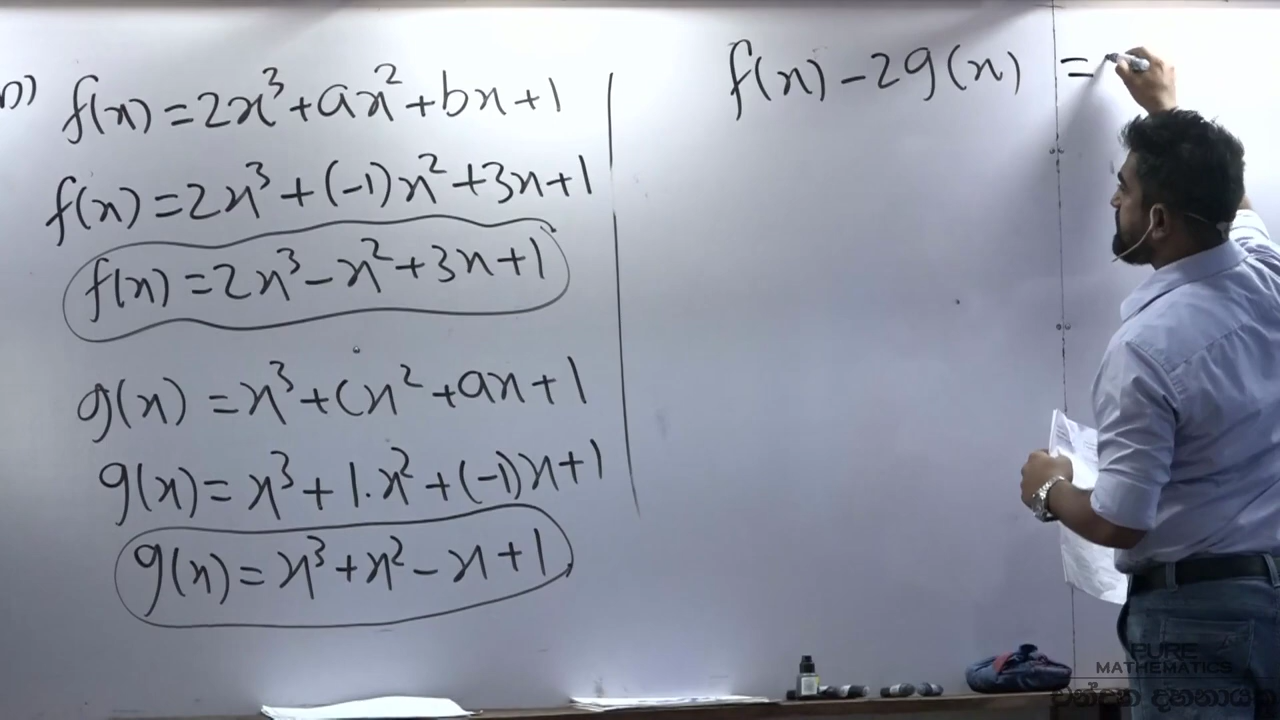 b) f(x) = 2x³ + ax² + bx + 1
f(x) = 2x³ + (-1)x² + 3x + 1
f(x) = 2x³ - x² + 3x + 1
g(x) = x³ + cx² + ax + 1
g(x) = x³ + 1.x² + (-1)x + 1
g(x) = x³ + x² - x + 1
f(x) - 2g(x) =
PURE
MATHEMATICS